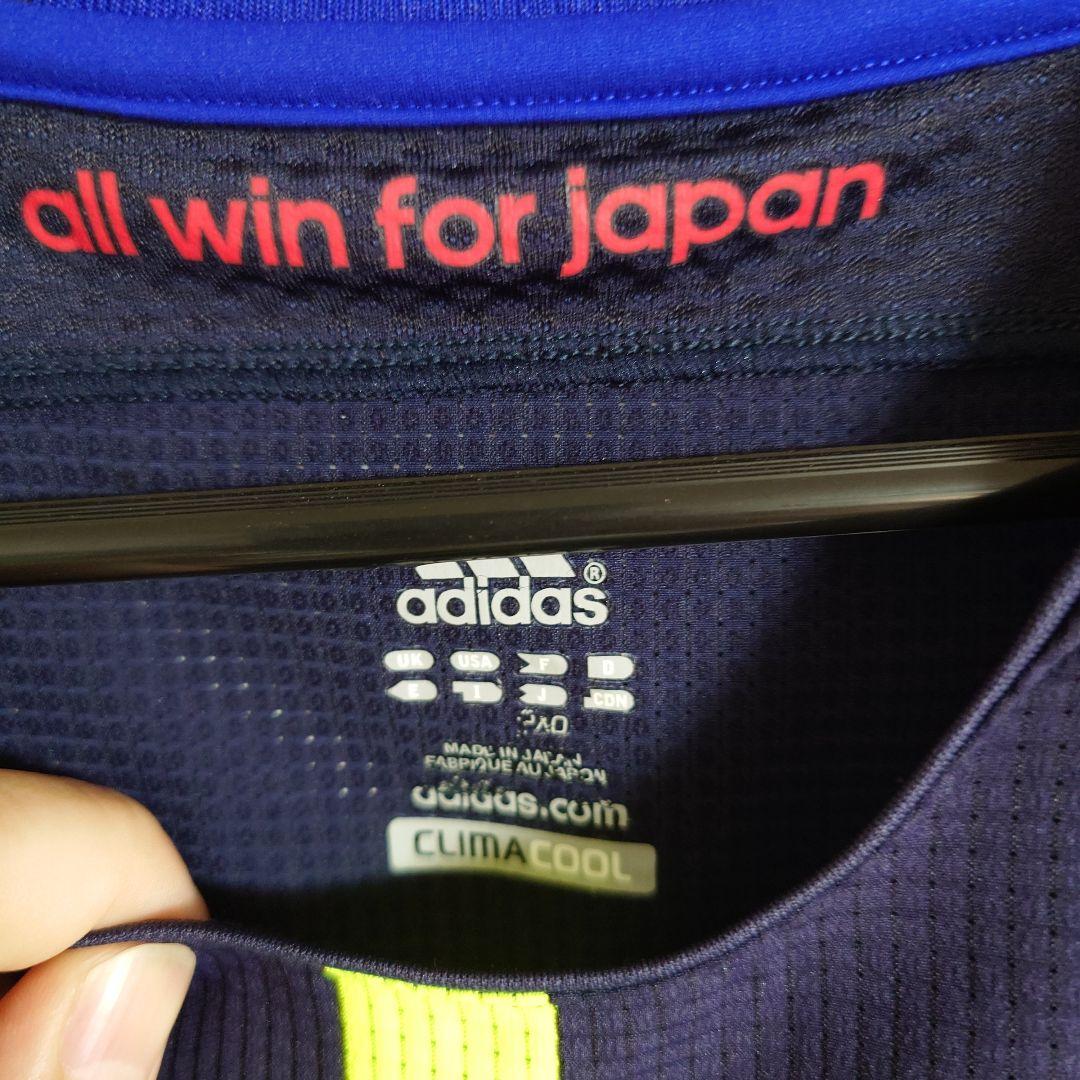 all win for japan
adidas®
UK USA F D
E I J CDN
2XO
MADE IN JAPAN
FABRIQUE AU JAPON
adidas.com
CLIMACOOL